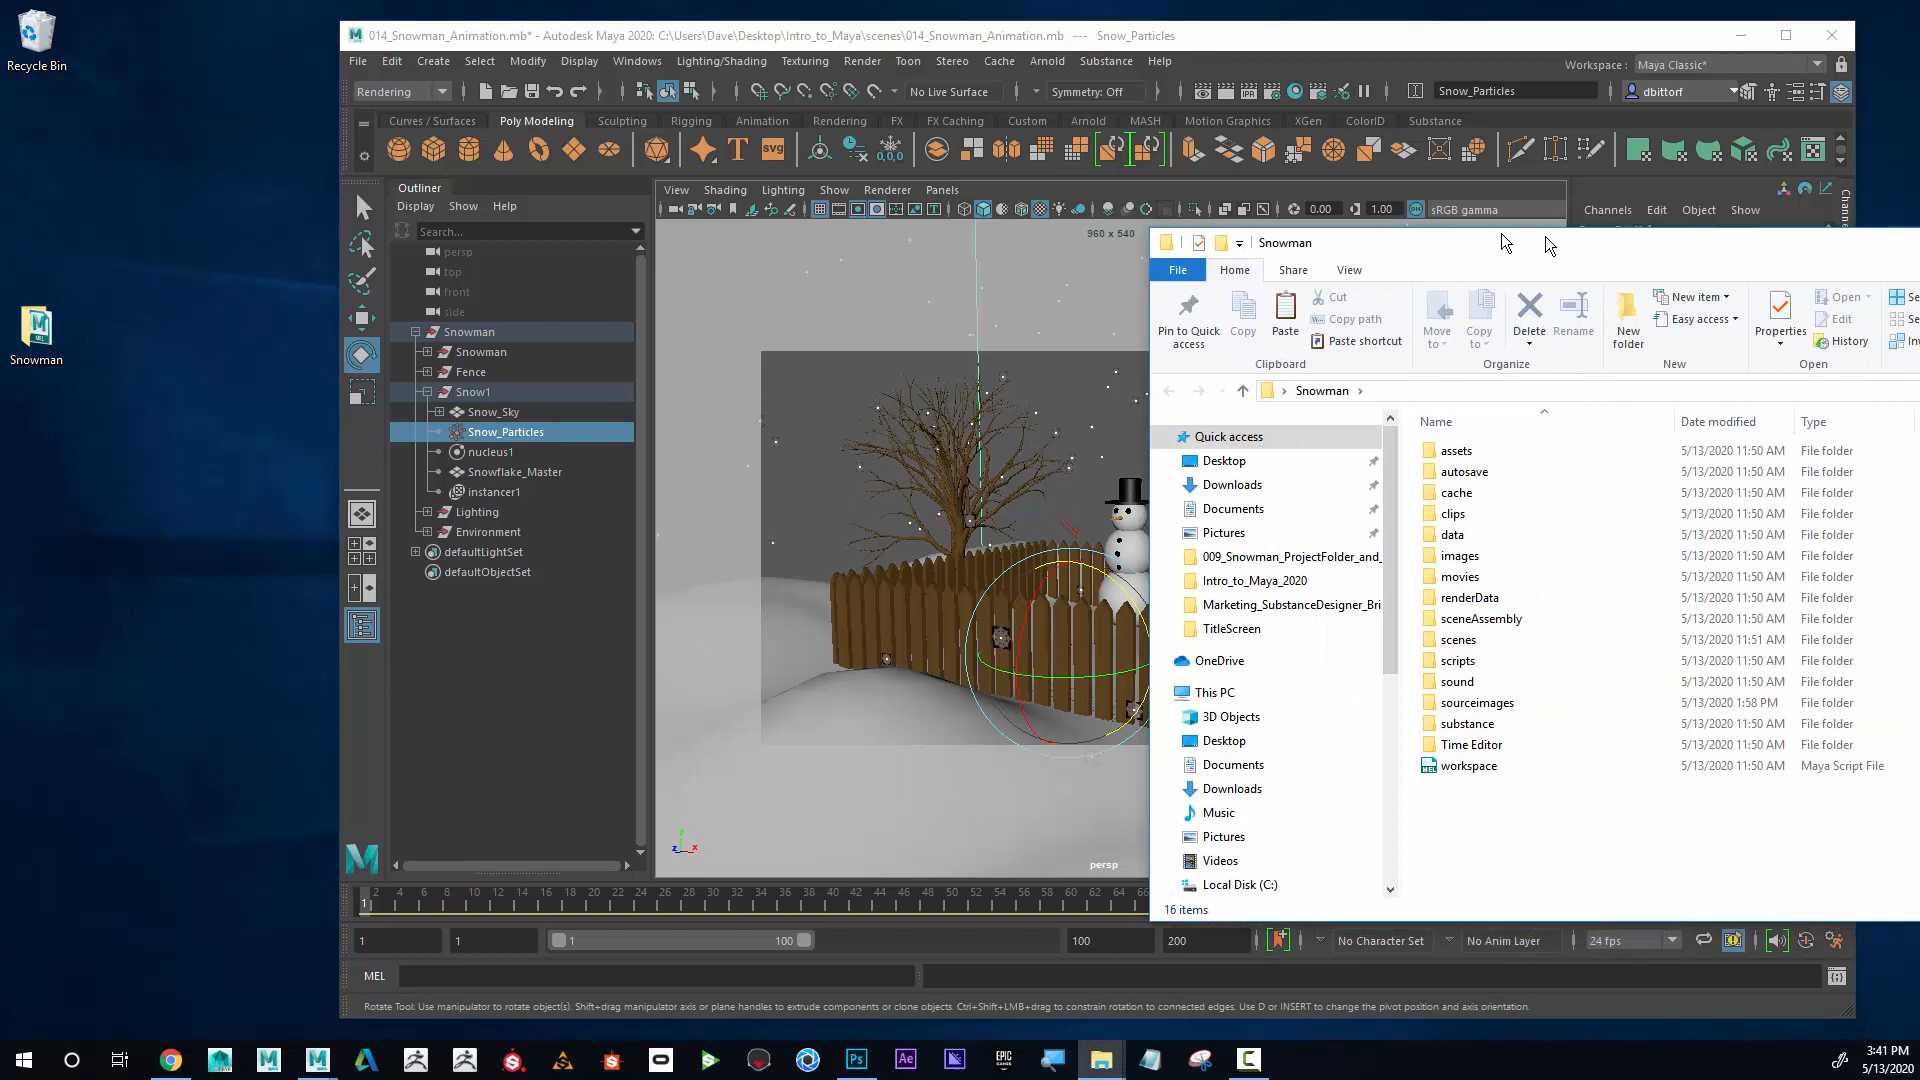 Recycle Bin
Snowman
014_Snowman_Animation.mb* - Autodesk Maya 2020: C:\Users\Dave\Desktop\Intro_to_Maya\scenes\014_Snowman_Animation.mb   ---   Snow_Particles
File Edit Create Select Modify Display Windows Lighting/Shading Texturing Render Toon Stereo Cache Arnold Substance Help
Workspace : Maya Classic*
Rendering
No Live Surface
Symmetry: Off
IPR
Snow_Particles
dbittorf
Curves / Surfaces Poly Modeling Sculpting Rigging Animation Rendering FX FX Caching Custom Arnold MASH Motion Graphics XGen ColorID Substance
T svg 0,0,0
Outliner
Display Show Help
Search...
persp
top
front
side
Snowman
Snowman
Fence
Snow1
Snow_Sky
Snow_Particles
nucleus1
Snowflake_Master
instancer1
Lighting
Environment
defaultLightSet
defaultObjectSet
View Shading Lighting Show Renderer Panels
0.00 1.00 sRGB gamma
960 x 540
persp
Channels Edit Object Show
Snowman
File Home Share View
Pin to Quick access
Copy
Paste
Cut
Copy path
Paste shortcut
Clipboard
Move to
Copy to
Delete
Rename
Organize
New folder
New item
Easy access
New
Properties
Open
Edit
History
Open
Snowman
Quick access
Desktop
Downloads
Documents
Pictures
009_Snowman_ProjectFolder_and_
Intro_to_Maya_2020
Marketing_SubstanceDesigner_Bri
TitleScreen
OneDrive
This PC
3D Objects
Desktop
Documents
Downloads
Music
Pictures
Videos
Local Disk (C:)
Name Date modified Type
assets 5/13/2020 11:50 AM File folder
autosave 5/13/2020 11:50 AM File folder
cache 5/13/2020 11:50 AM File folder
clips 5/13/2020 11:50 AM File folder
data 5/13/2020 11:50 AM File folder
images 5/13/2020 11:50 AM File folder
movies 5/13/2020 11:50 AM File folder
renderData 5/13/2020 11:50 AM File folder
sceneAssembly 5/13/2020 11:50 AM File folder
scenes 5/13/2020 11:51 AM File folder
scripts 5/13/2020 11:50 AM File folder
sound 5/13/2020 11:50 AM File folder
sourceimages 5/13/2020 1:58 PM File folder
substance 5/13/2020 11:50 AM File folder
Time Editor 5/13/2020 11:50 AM File folder
workspace 5/13/2020 11:50 AM Maya Script File
16 items
1 2 4 6 8 10 12 14 16 18 20 22 24 26 28 30 32 34 36 38 40 42 44 46 48 50 52 54 56 58 60 62 64
1 1 1 100 100 200 No Character Set No Anim Layer 24 fps
MEL
Rotate Tool: Use manipulator to rotate object(s). Shift+drag manipulator axis or plane handles to extrude components or clone objects. Ctrl+Shift+LMB+drag to constrain rotation to connected edges. Use D or INSERT to change the pivot position and axis orientation.
Ps Ae EPIC GAMES
3:41 PM
5/13/2020